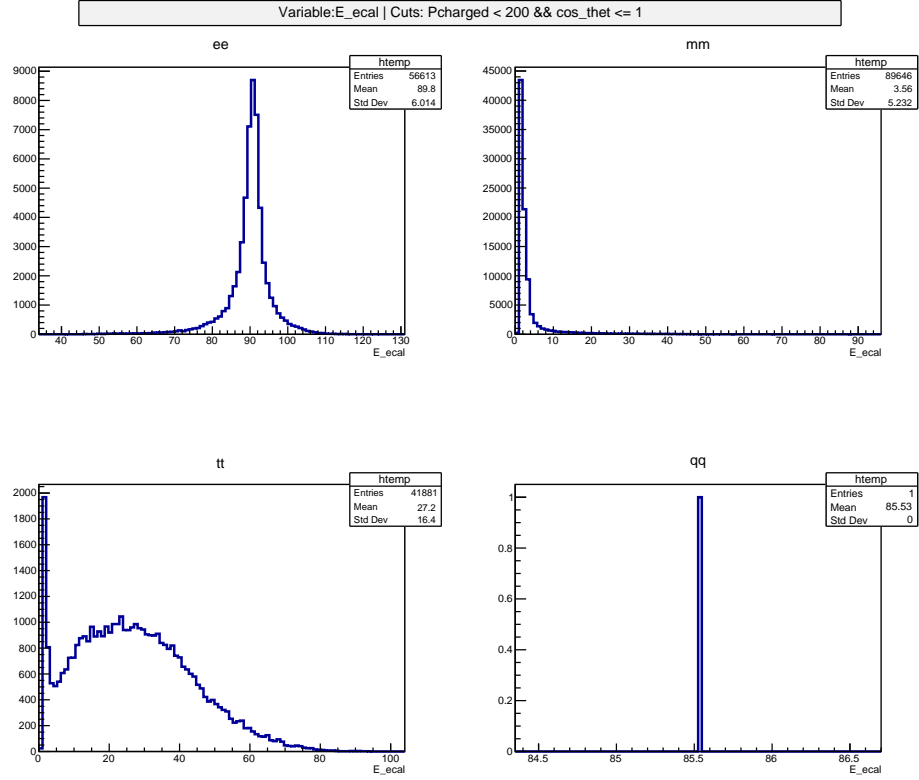 Variable:E_ecal | Cuts: Pcharged < 200 && cos_thet <= 1
ee
htemp
Entries 56613
Mean 89.8
Std Dev 6.014
9000
8000
7000
6000
5000
4000
3000
2000
1000
0
40 50 60 70 80 90 100 110 120 130
E_ecal
mm
htemp
Entries 89646
Mean 3.56
Std Dev 5.232
45000
40000
35000
30000
25000
20000
15000
10000
5000
0
0 10 20 30 40 50 60 70 80 90
E_ecal
tt
htemp
Entries 41881
Mean 27.2
Std Dev 16.4
2000
1800
1600
1400
1200
1000
800
600
400
200
0
0 20 40 60 80 100
E_ecal
qq
htemp
Entries 1
Mean 85.53
Std Dev 0
1
0.8
0.6
0.4
0.2
0
84.5 85 85.5 86 86.5
E_ecal